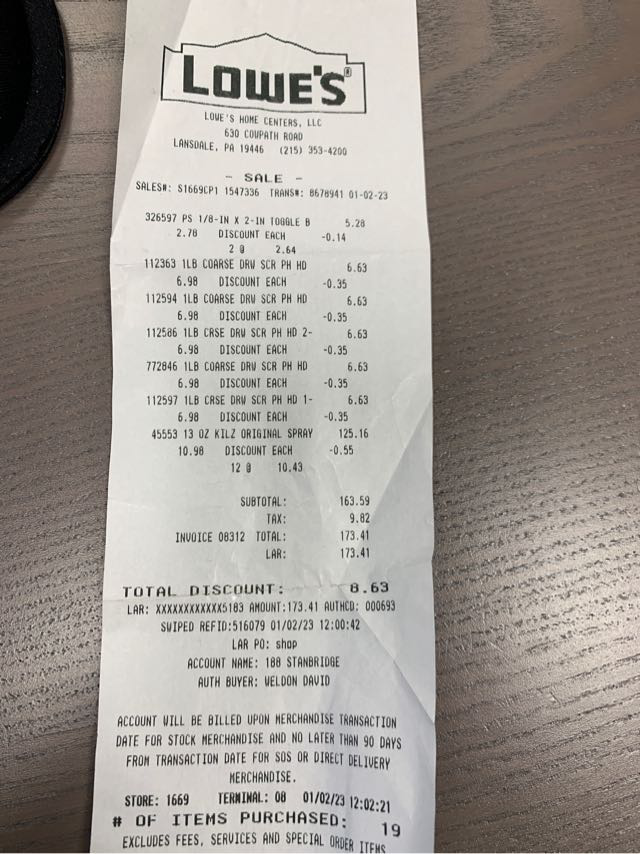 LOWE'S®
LOWE'S HOME CENTERS, LLC
630 COWPATH ROAD
LANSDALE, PA 19446 (215) 353-4200
- SALE -
SALES#: S1669CP1 1547336 TRANS#: 8678941 01-02-23
326597 PS 1/8-IN X 2-IN TOGGLE B 5.28
2.78 DISCOUNT EACH -0.14
2 @ 2.64
112363 1LB COARSE DRW SCR PH HD 6.63
6.98 DISCOUNT EACH -0.35
112594 1LB COARSE DRW SCR PH HD 6.63
6.98 DISCOUNT EACH -0.35
112586 1LB CRSE DRW SCR PH HD 2- 6.63
6.98 DISCOUNT EACH -0.35
772846 1LB COARSE DRW SCR PH HD 6.63
6.98 DISCOUNT EACH -0.35
112597 1LB CRSE DRW SCR PH HD 1- 6.63
6.98 DISCOUNT EACH -0.35
45553 13 OZ KILZ ORIGINAL SPRAY 125.16
10.98 DISCOUNT EACH -0.55
12 @ 10.43
SUBTOTAL: 163.59
TAX: 9.82
INVOICE 08312 TOTAL: 173.41
LAR: 173.41
TOTAL DISCOUNT: 8.63
LAR: XXXXXXXXXXXX5183 AMOUNT:173.41 AUTHCD: 000693
SWIPED REFID:516079 01/02/23 12:00:42
LAR PO: shop
ACCOUNT NAME: 188 STANBRIDGE
AUTH BUYER: WELDON DAVID
ACCOUNT WILL BE BILLED UPON MERCHANDISE TRANSACTION
DATE FOR STOCK MERCHANDISE AND NO LATER THAN 90 DAYS
FROM TRANSACTION DATE FOR SOS OR DIRECT DELIVERY
MERCHANDISE.
STORE: 1669 TERMINAL: 08 01/02/23 12:02:21
# OF ITEMS PURCHASED: 19
EXCLUDES FEES, SERVICES AND SPECIAL ORDER ITEMS